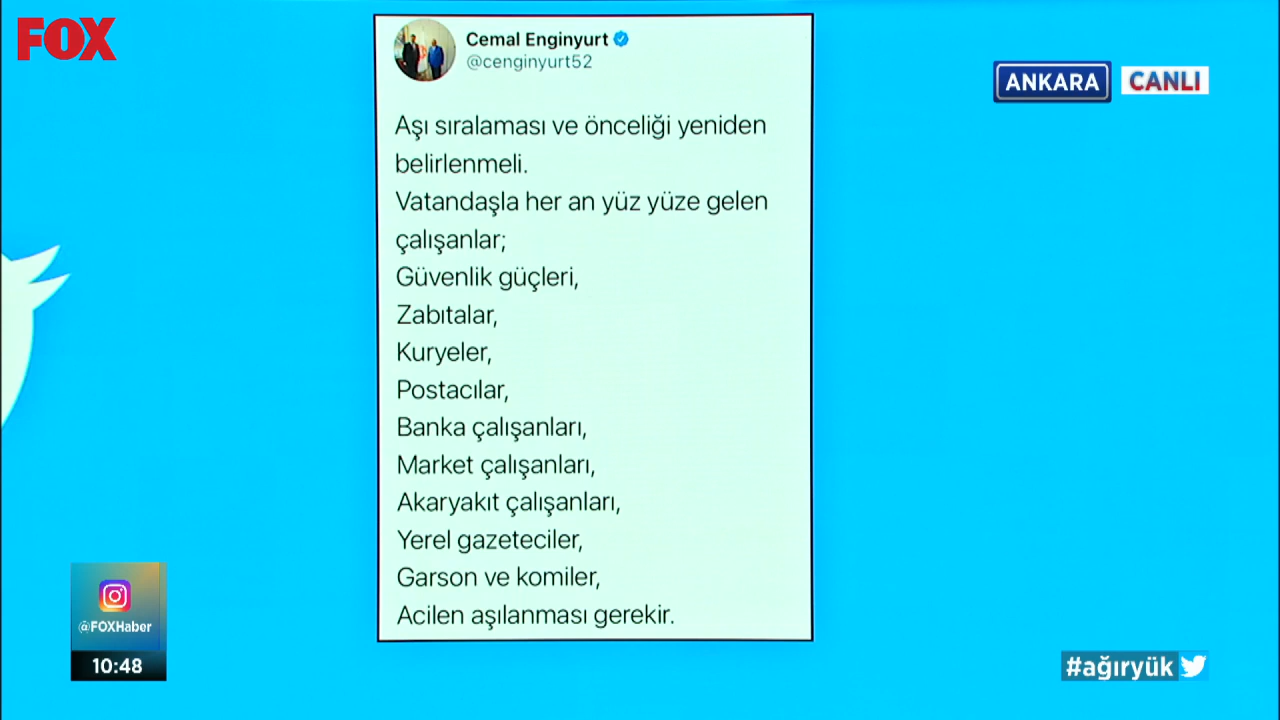 FOX
Cemal Enginyurt
@cenginyurt52
ANKARA
CANLI
Aşı sıralaması ve önceliği yeniden
belirlenmeli.
Vatandaşla her an yüz yüze gelen
çalışanlar;
Güvenlik güçleri,
Zabıtalar,
Kuryeler,
Postacılar,
Banka çalışanları,
Market çalışanları,
Akaryakıt çalışanları,
Yerel gazeteciler,
Garson ve komiler,
Acilen aşılanması gerekir.
@FOXHaber
10:48
#ağıryük